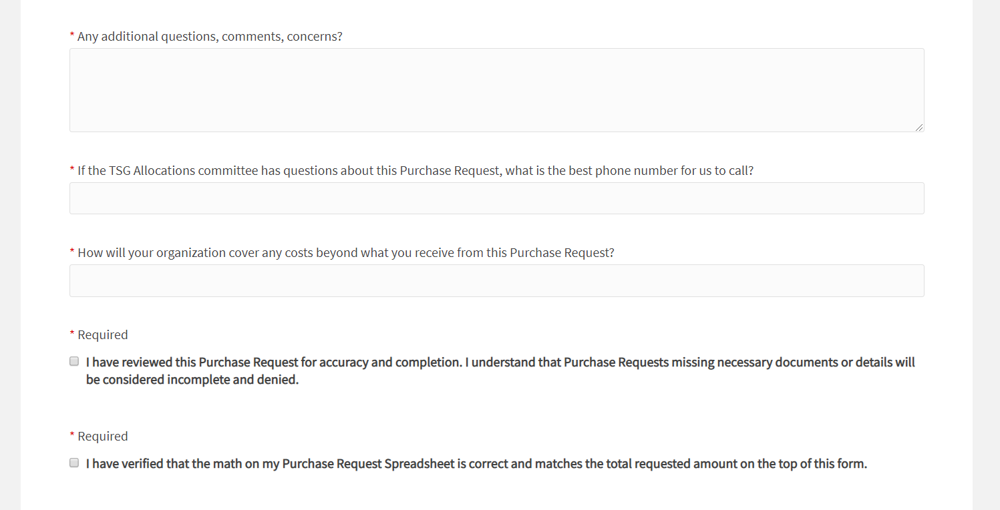 * Any additional questions, comments, concerns?
* If the TSG Allocations committee has questions about this Purchase Request, what is the best phone number for us to call?
* How will your organization cover any costs beyond what you receive from this Purchase Request?
* Required
I have reviewed this Purchase Request for accuracy and completion. I understand that Purchase Requests missing necessary documents or details will
be considered incomplete and denied.
* Required
I have verified that the math on my Purchase Request Spreadsheet is correct and matches the total requested amount on the top of this form.